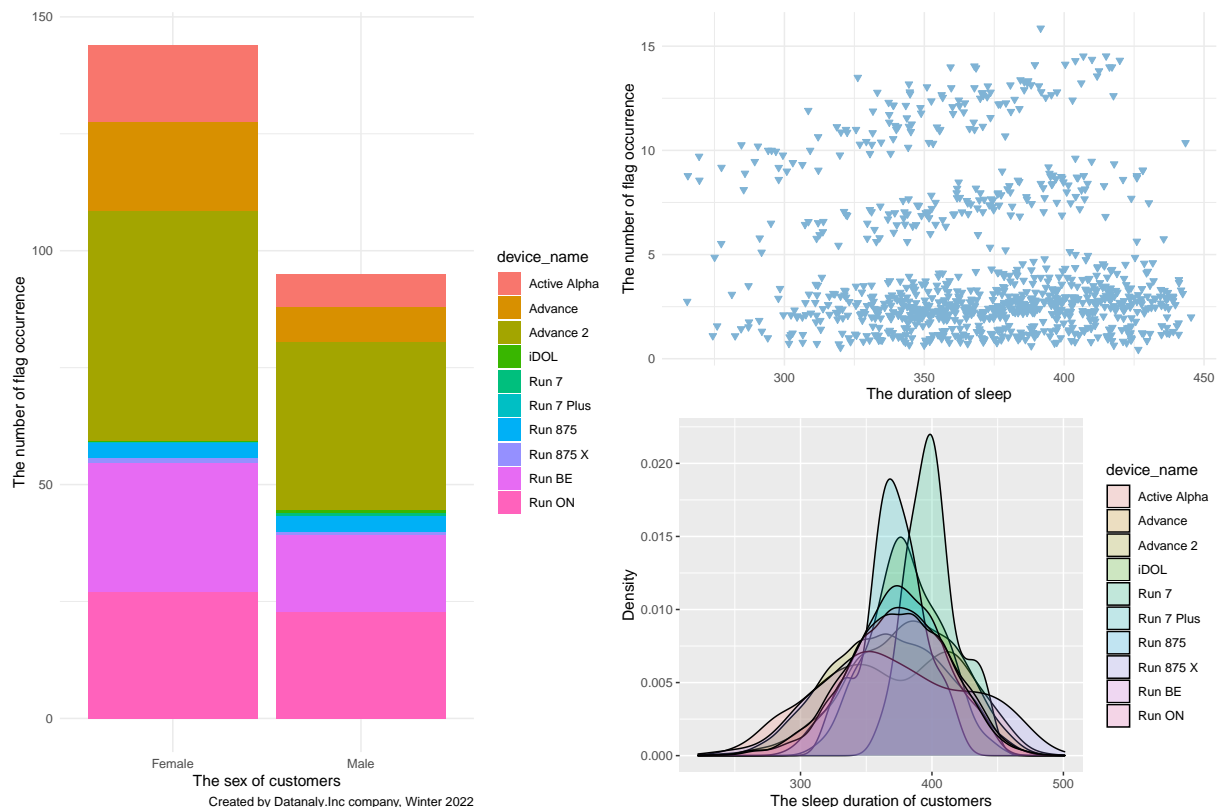 150
100
50
0
The number of flag occurrence
Female
Male
The sex of customers
Created by Datanaly.Inc company, Winter 2022
device_name
Active Alpha
Advance
Advance 2
iDOL
Run 7
Run 7 Plus
Run 875
Run 875 X
Run BE
Run ON
15
10
5
0
The number of flag occurrence
300
350
400
450
The duration of sleep
0.020
0.015
0.010
0.005
0.000
Density
300
400
500
The sleep duration of customers
device_name
Active Alpha
Advance
Advance 2
iDOL
Run 7
Run 7 Plus
Run 875
Run 875 X
Run BE
Run ON